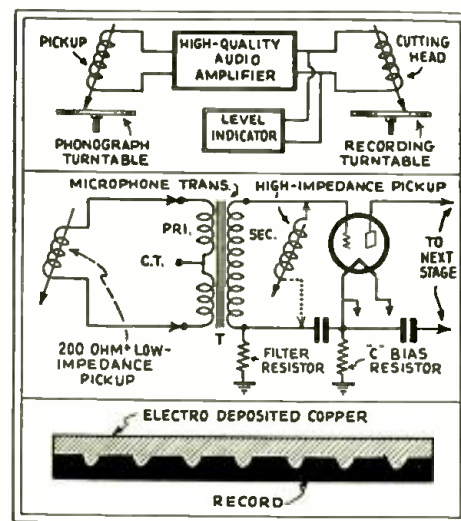 PICKUP
HIGH-QUALITY
AUDIO
AMPLIFIER
CUTTING
HEAD
LEVEL
INDICATOR
PHONOGRAPH
TURNTABLE
RECORDING
TURNTABLE
MICROPHONE TRANS.
HIGH-IMPEDANCE PICKUP
PRI.
SEC.
C.T.
TO
NEXT
STAGE
T
200 OHM LOW-
IMPEDANCE
PICKUP
FILTER
RESISTOR
"C" BIAS
RESISTOR
ELECTRO DEPOSITED COPPER
RECORD